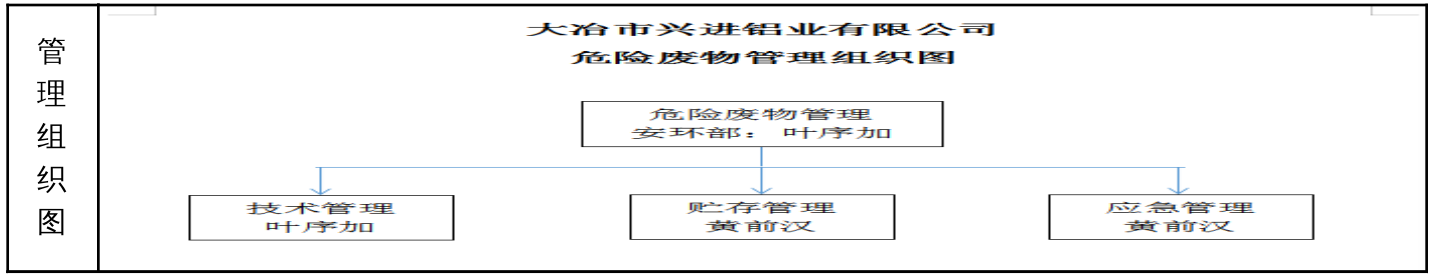 管
理
组
织
图
大冶市兴进铝业有限公司
危险废物管理组织图
危险废物管理
安环部：叶序加
技术管理
叶序加
贮存管理
黄前汉
应急管理
黄前汉